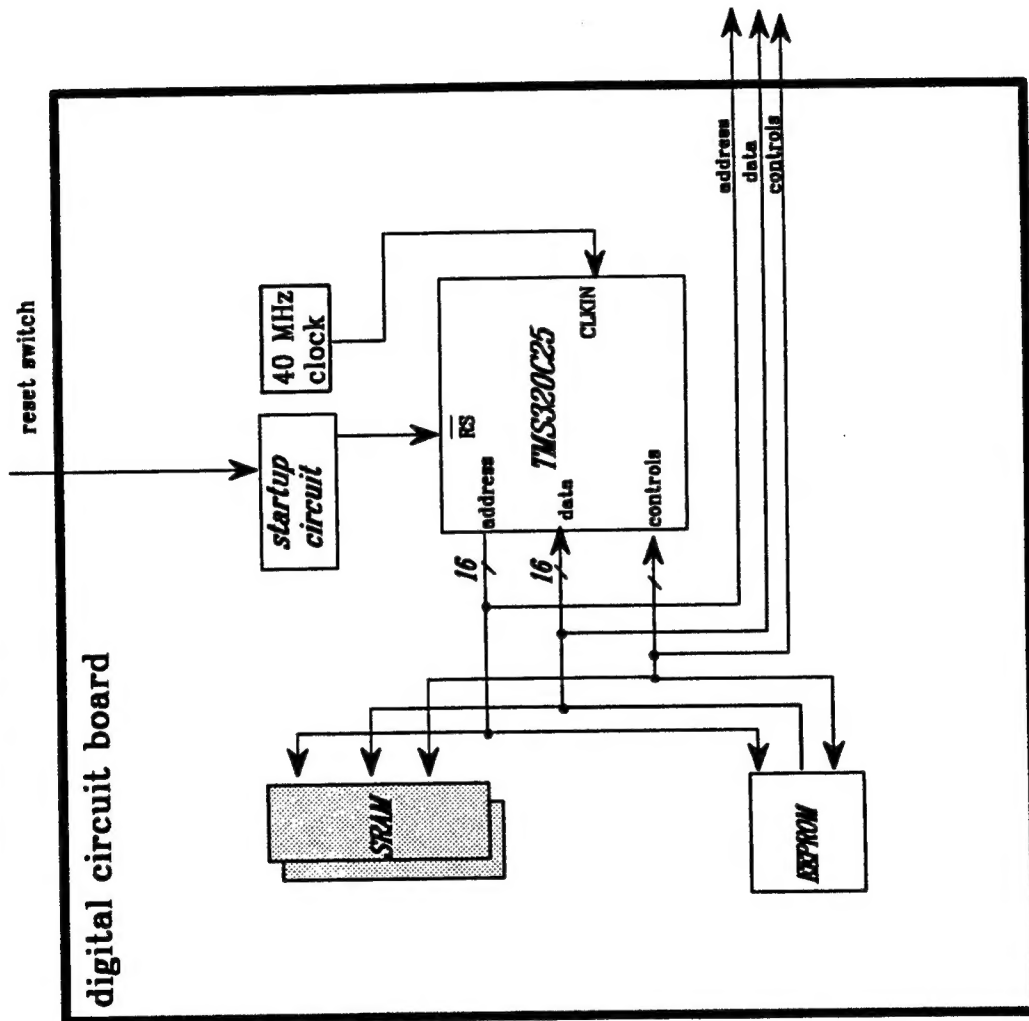 digital circuit board
reset switch
startup
circuit
40 MHz
clock
SRAM
16
16
address
RS
data
TMS320C25
CLKIN
controls
EEPROM
address
data
controls